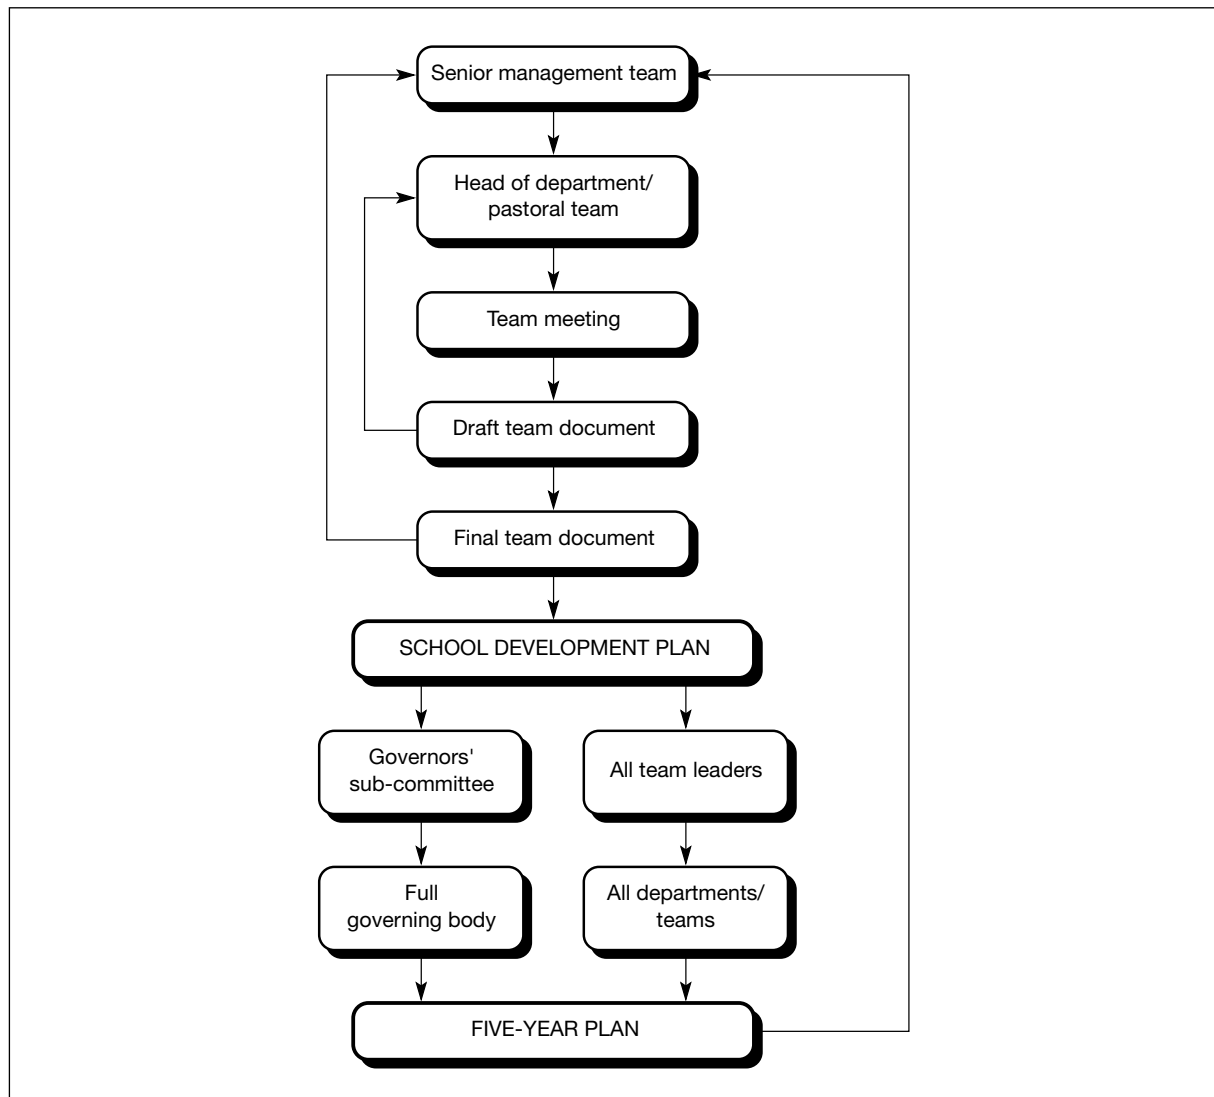 Senior management team
Head of department/
pastoral team
Team meeting
Draft team document
Final team document
SCHOOL DEVELOPMENT PLAN
Governors'
sub-committee
All team leaders
Full
governing body
All departments/
teams
FIVE-YEAR PLAN